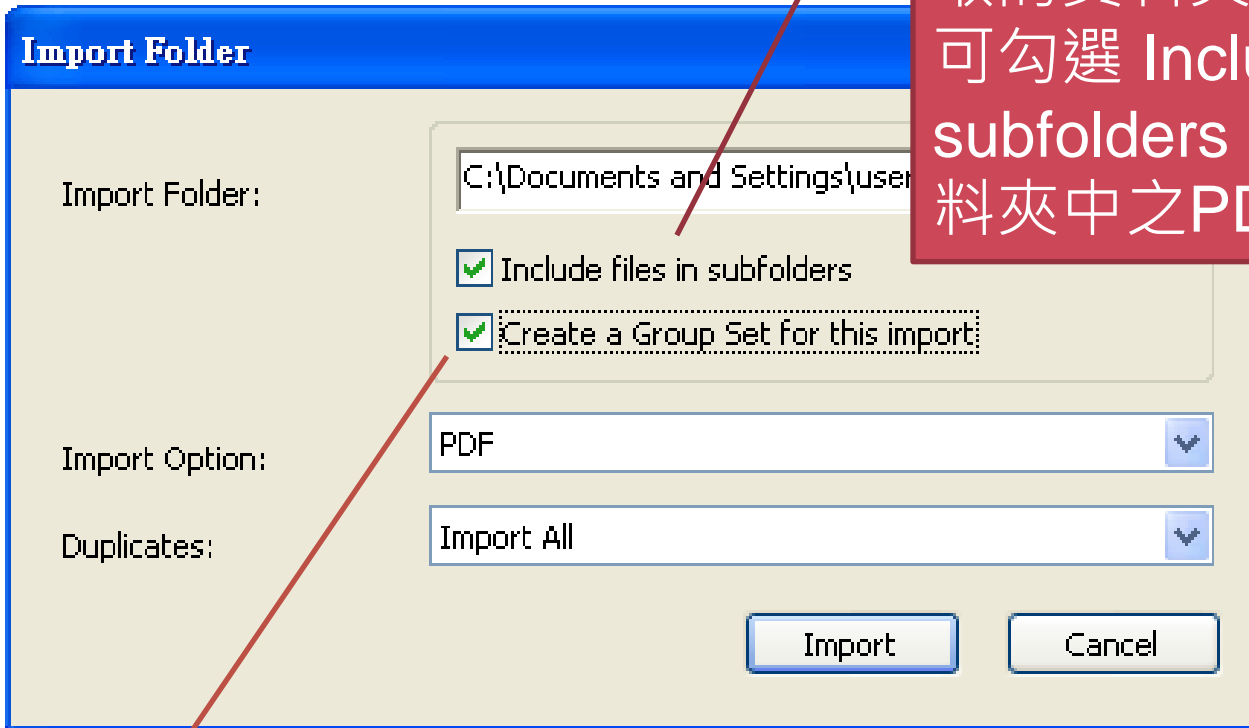 Import Folder
可勾選 Inclu
subfolders
料夾中之PD
Import Folder:
C:\Documents and Settings\user
Include files in subfolders
Create a Group Set for this import
Import Option:
PDF
Duplicates:
Import All
Import
Cancel